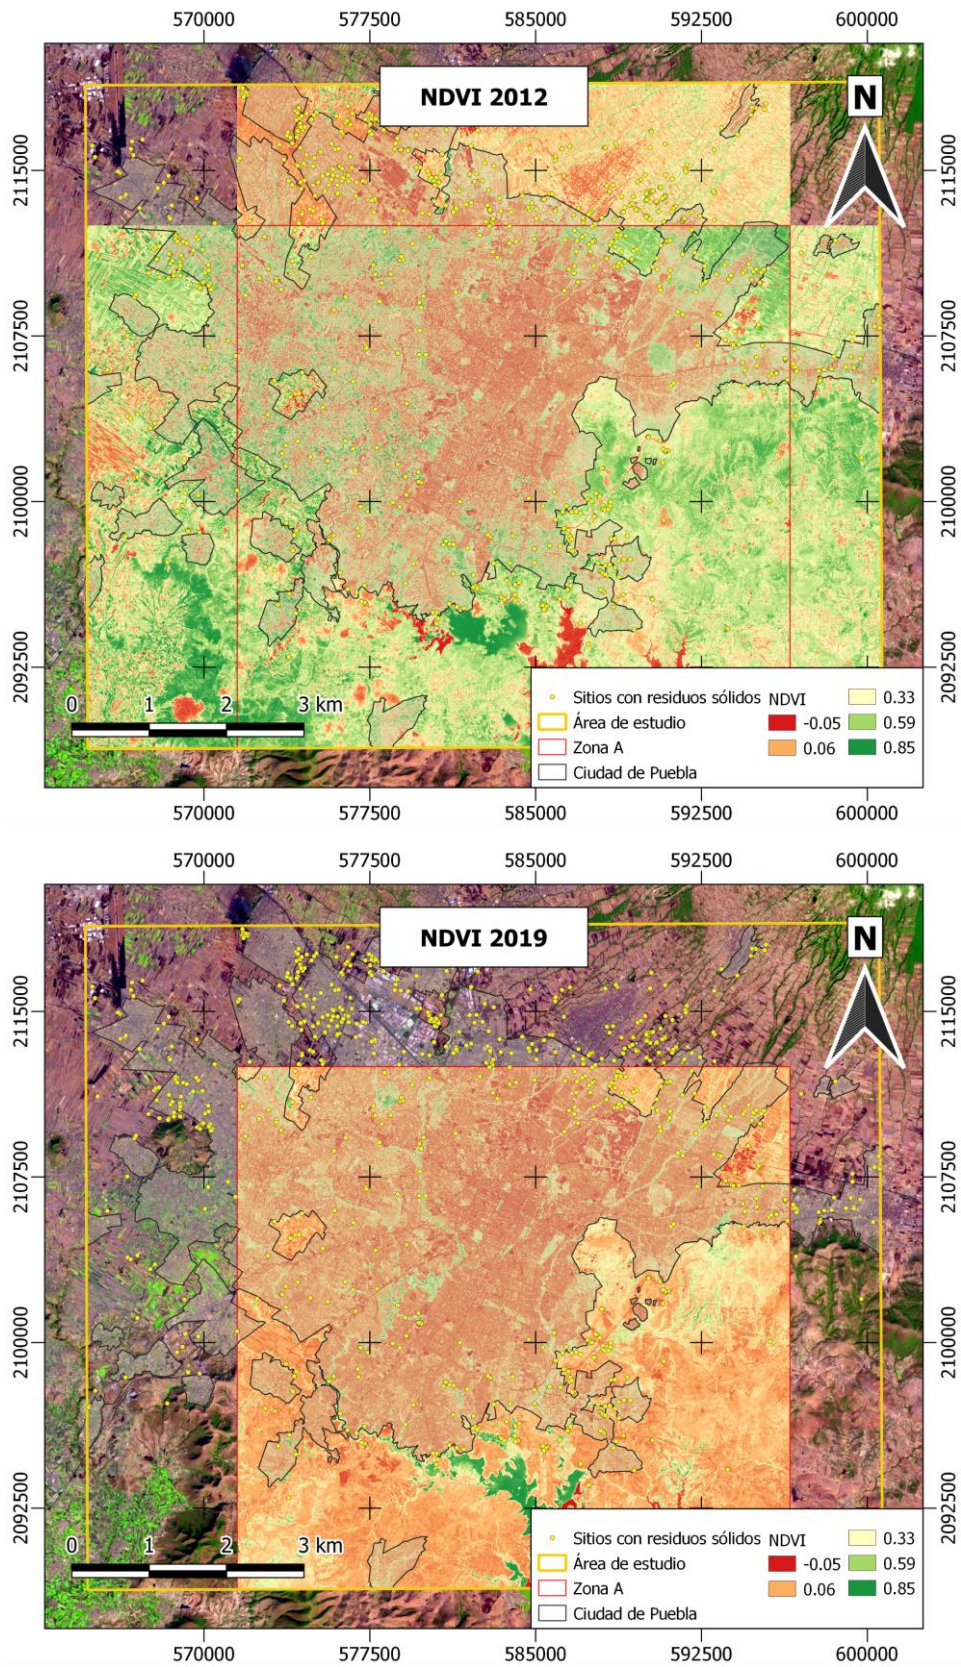 570000 577500 585000 592500 600000
NDVI 2012
N
2115000 2115000
2107500 2107500
2100000 2100000
2092500 2092500
0 1 2 3 km
Sitios con residuos sólidos NDVI 0.33
Área de estudio -0.05 0.59
Zona A 0.06 0.85
Ciudad de Puebla
570000 577500 585000 592500 600000
570000 577500 585000 592500 600000
NDVI 2019
N
2115000 2115000
2107500 2107500
2100000 2100000
2092500 2092500
0 1 2 3 km
Sitios con residuos sólidos NDVI 0.33
Área de estudio -0.05 0.59
Zona A 0.06 0.85
Ciudad de Puebla
570000 577500 585000 592500 600000